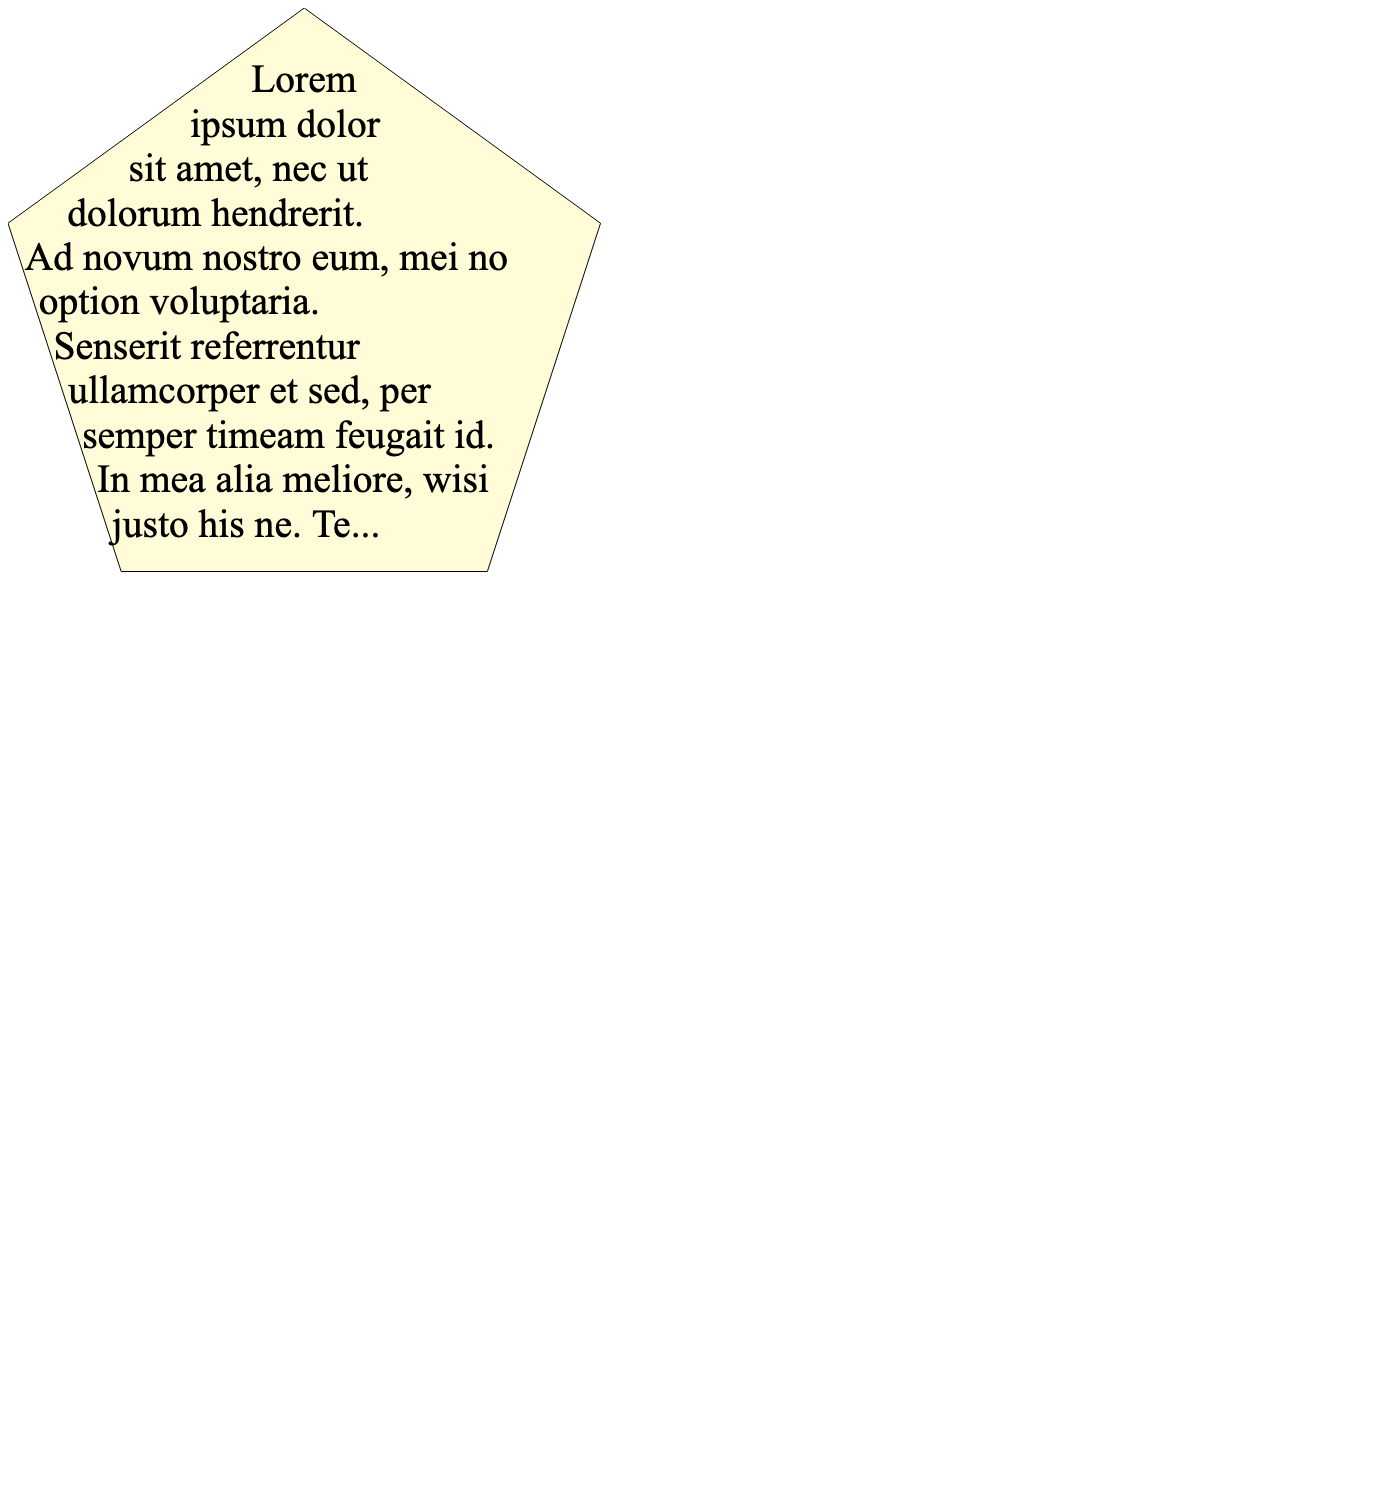 Lorem
ipsum dolor
sit amet, nec ut
dolorum hendrerit.
Ad novum nostro eum, mei no
option voluptaria.
Senserit referrentur
ullamcorper et sed, per
semper timeam feugait id.
In mea alia meliore, wisi
justo his ne. Te...